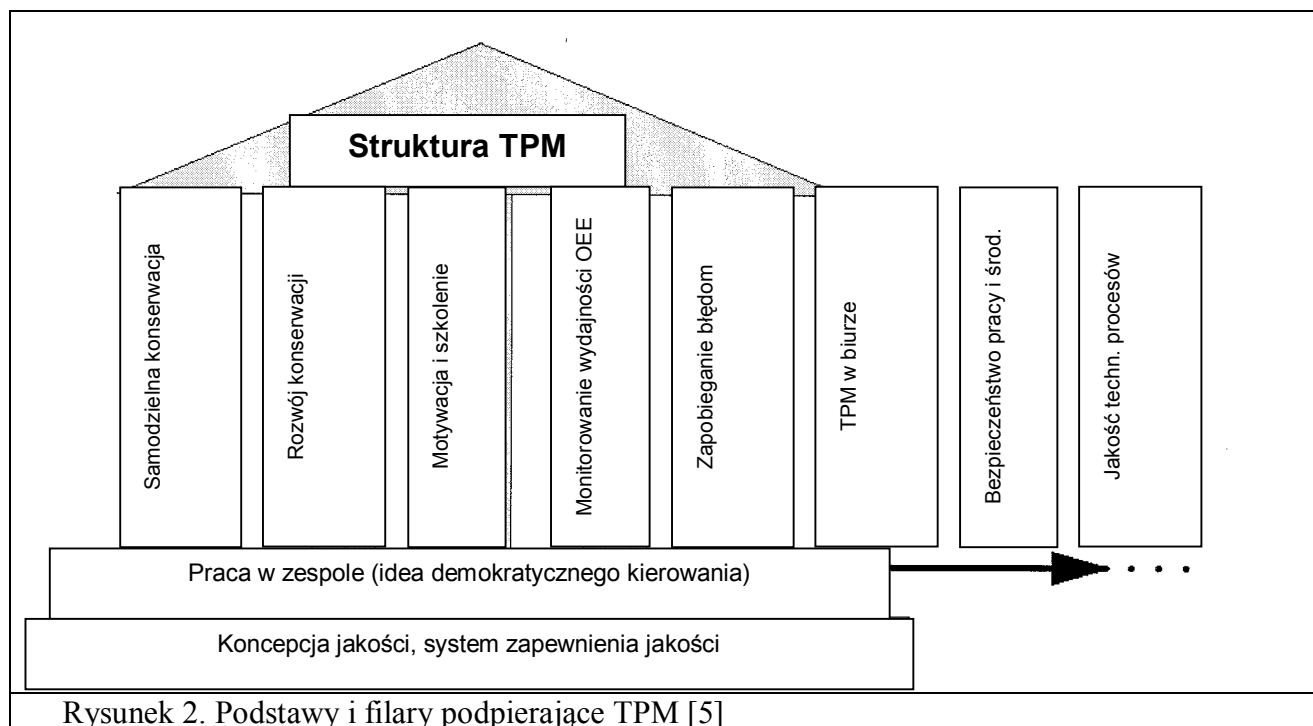 Struktura TPM
Samodzielna konserwacja
Rozwój konserwacji
Motywacja i szkolenie
Monitorowanie wydajności OEE
Zapobieganie błędom
TPM w biurze
Bezpieczeństwo pracy i środ.
Jakość techn. procesów
Praca w zespole (idea demokratycznego kierowania)
. . .
Koncepcja jakości, system zapewnienia jakości
Rysunek 2. Podstawy i filary podpierające TPM [5]